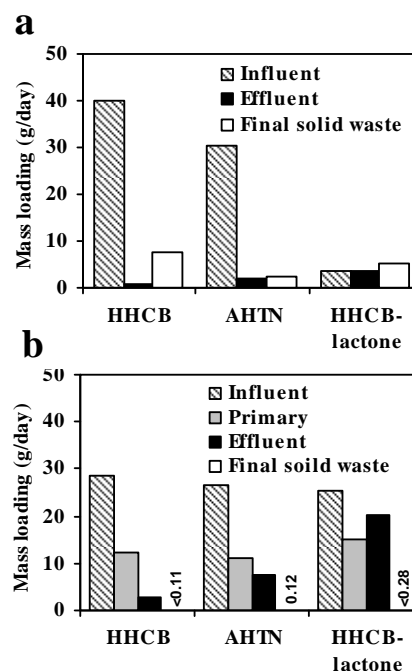 a
50
40
30
20
10
0
Mass loading (g/day)
Influent
Effluent
Final solid waste
HHCB
AHTN
HHCB-
lactone
b
50
40
30
20
10
0
Mass loading (g/day)
Influent
Primary
Effluent
Final soild waste
<0.11
0.12
<0.28
HHCB
AHTN
HHCB-
lactone